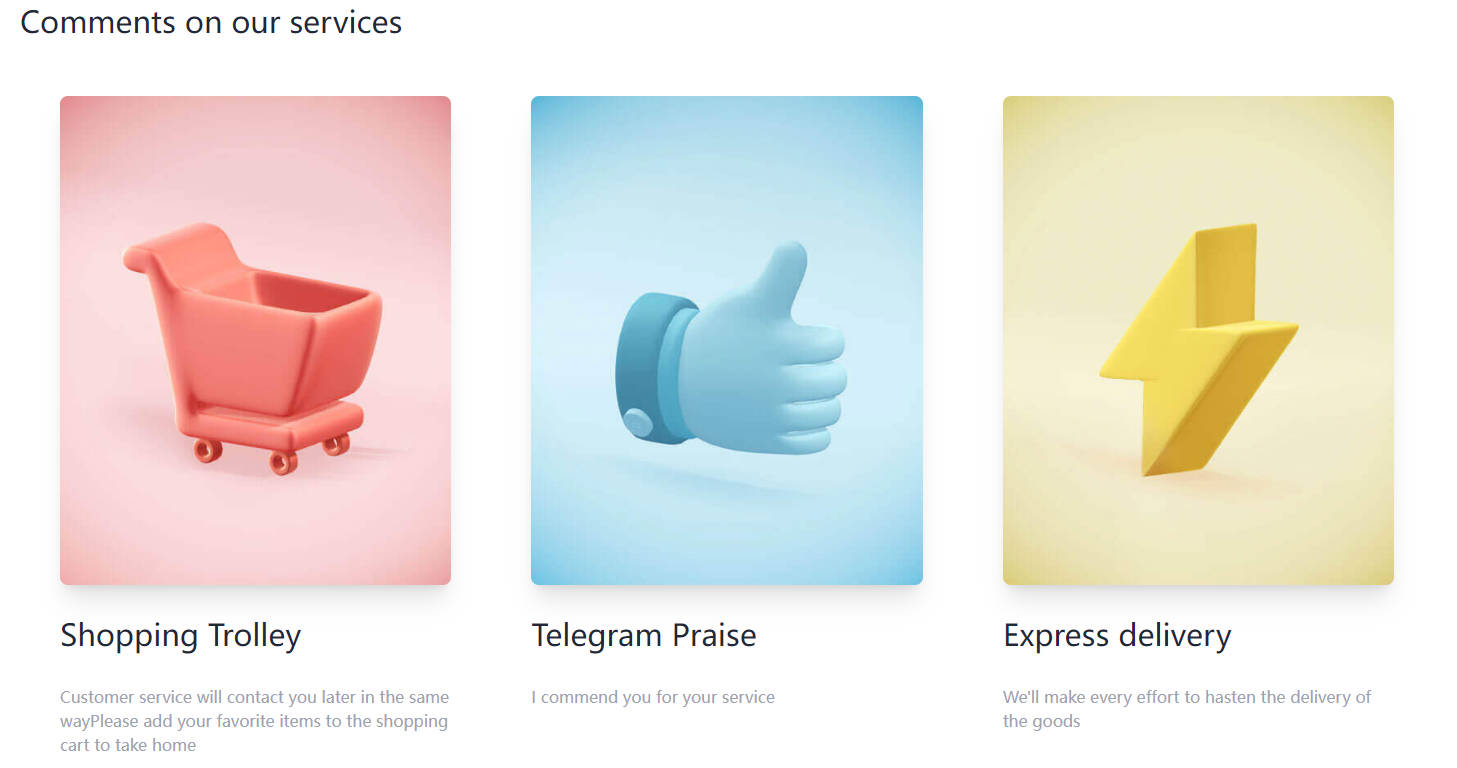 Comments on our services
Shopping Trolley
Customer service will contact you later in the same
wayPlease add your favorite items to the shopping
cart to take home
Telegram Praise
I commend you for your service
Express delivery
We'll make every effort to hasten the delivery of
the goods